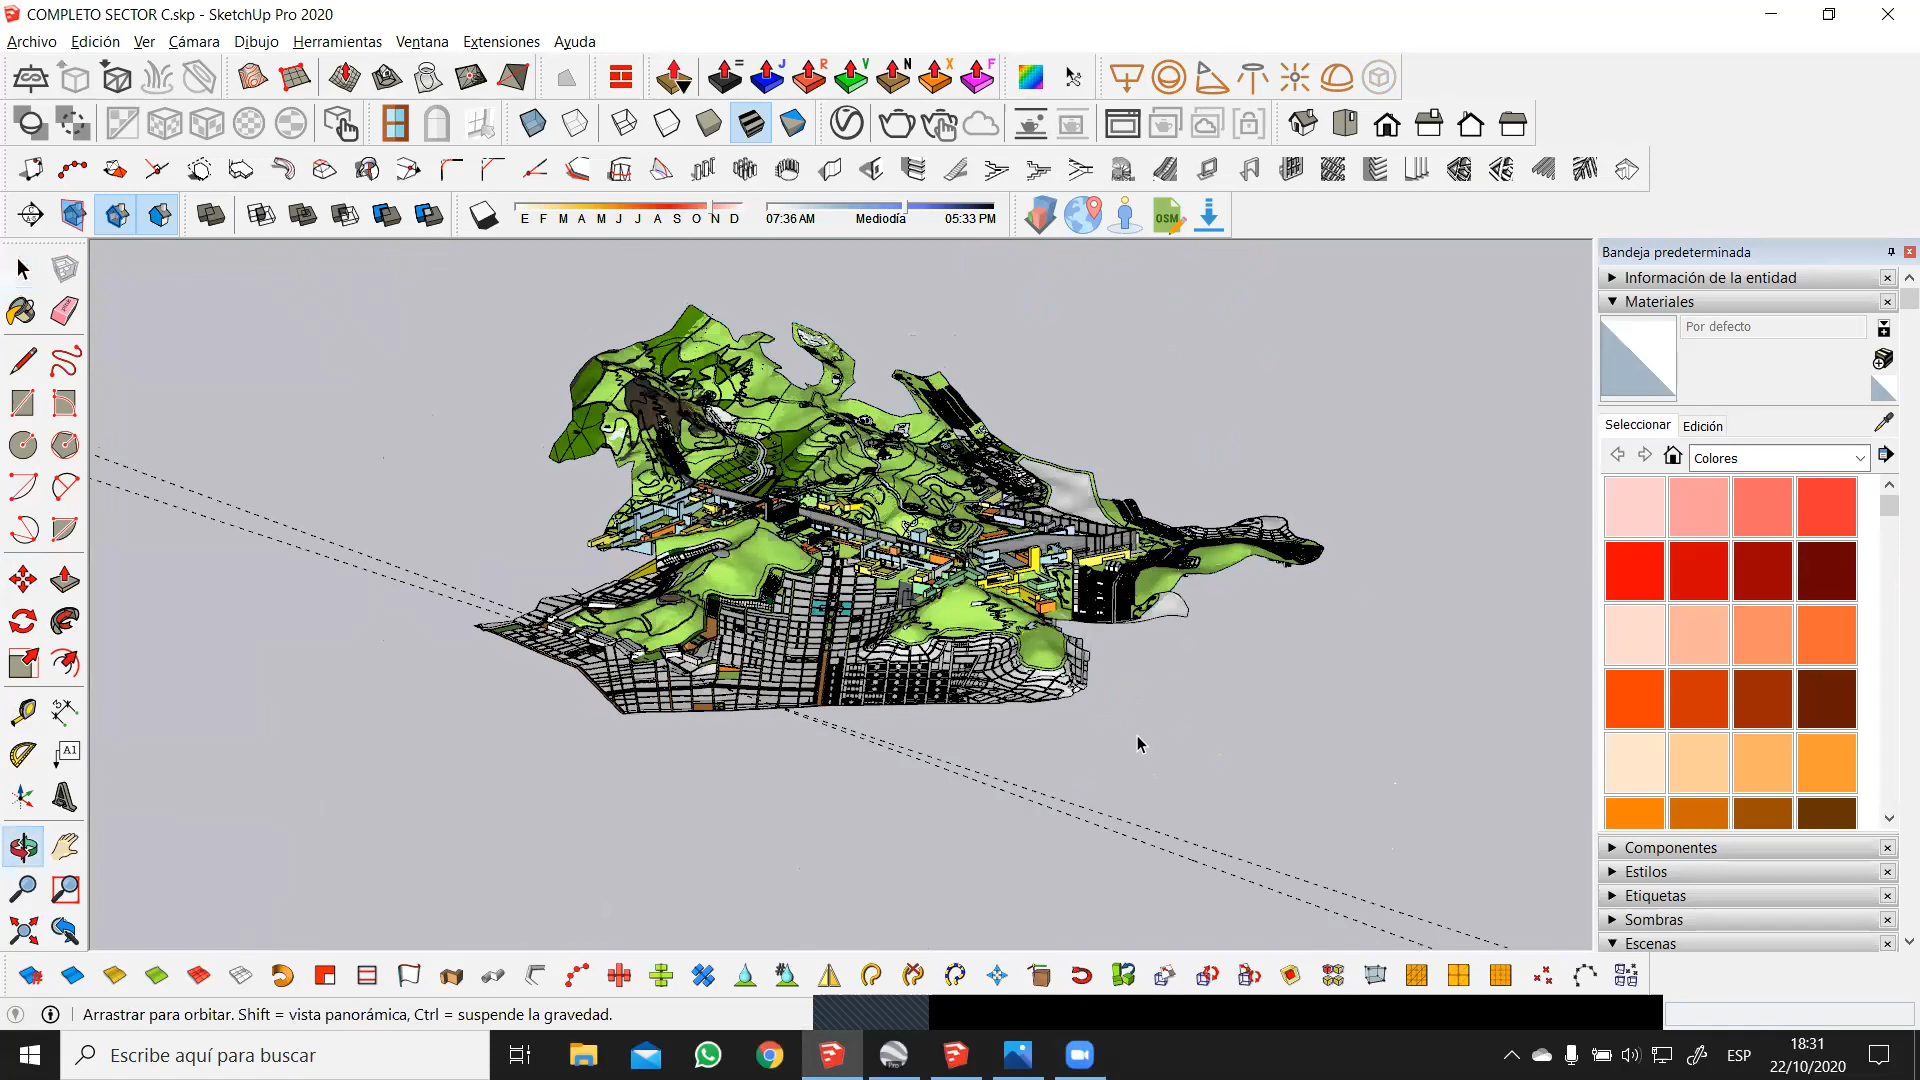 COMPLETO SECTOR C.skp - SketchUp Pro 2020
Archivo Edición Ver Cámara Dibujo Herramientas Ventana Extensiones Ayuda
= J R V N X F
E F M A M J J A S O N D
07:36 AM Mediodía 05:33 PM
OSM
Bandeja predeterminada
Información de la entidad
Materiales
Por defecto
Seleccionar Edición
Colores
A1
Componentes
Estilos
Etiquetas
Sombras
Escenas
Arrastrar para orbitar. Shift = vista panorámica, Ctrl = suspende la gravedad.
Escribe aquí para buscar
Pro
ESP
18:31
22/10/2020